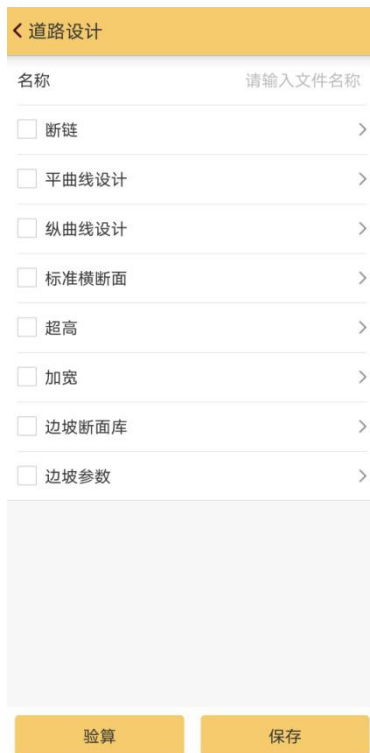 道路设计
名称 请输入文件名称
断链
平曲线设计
纵曲线设计
标准横断面
超高
加宽
边坡断面库
边坡参数
验算 保存